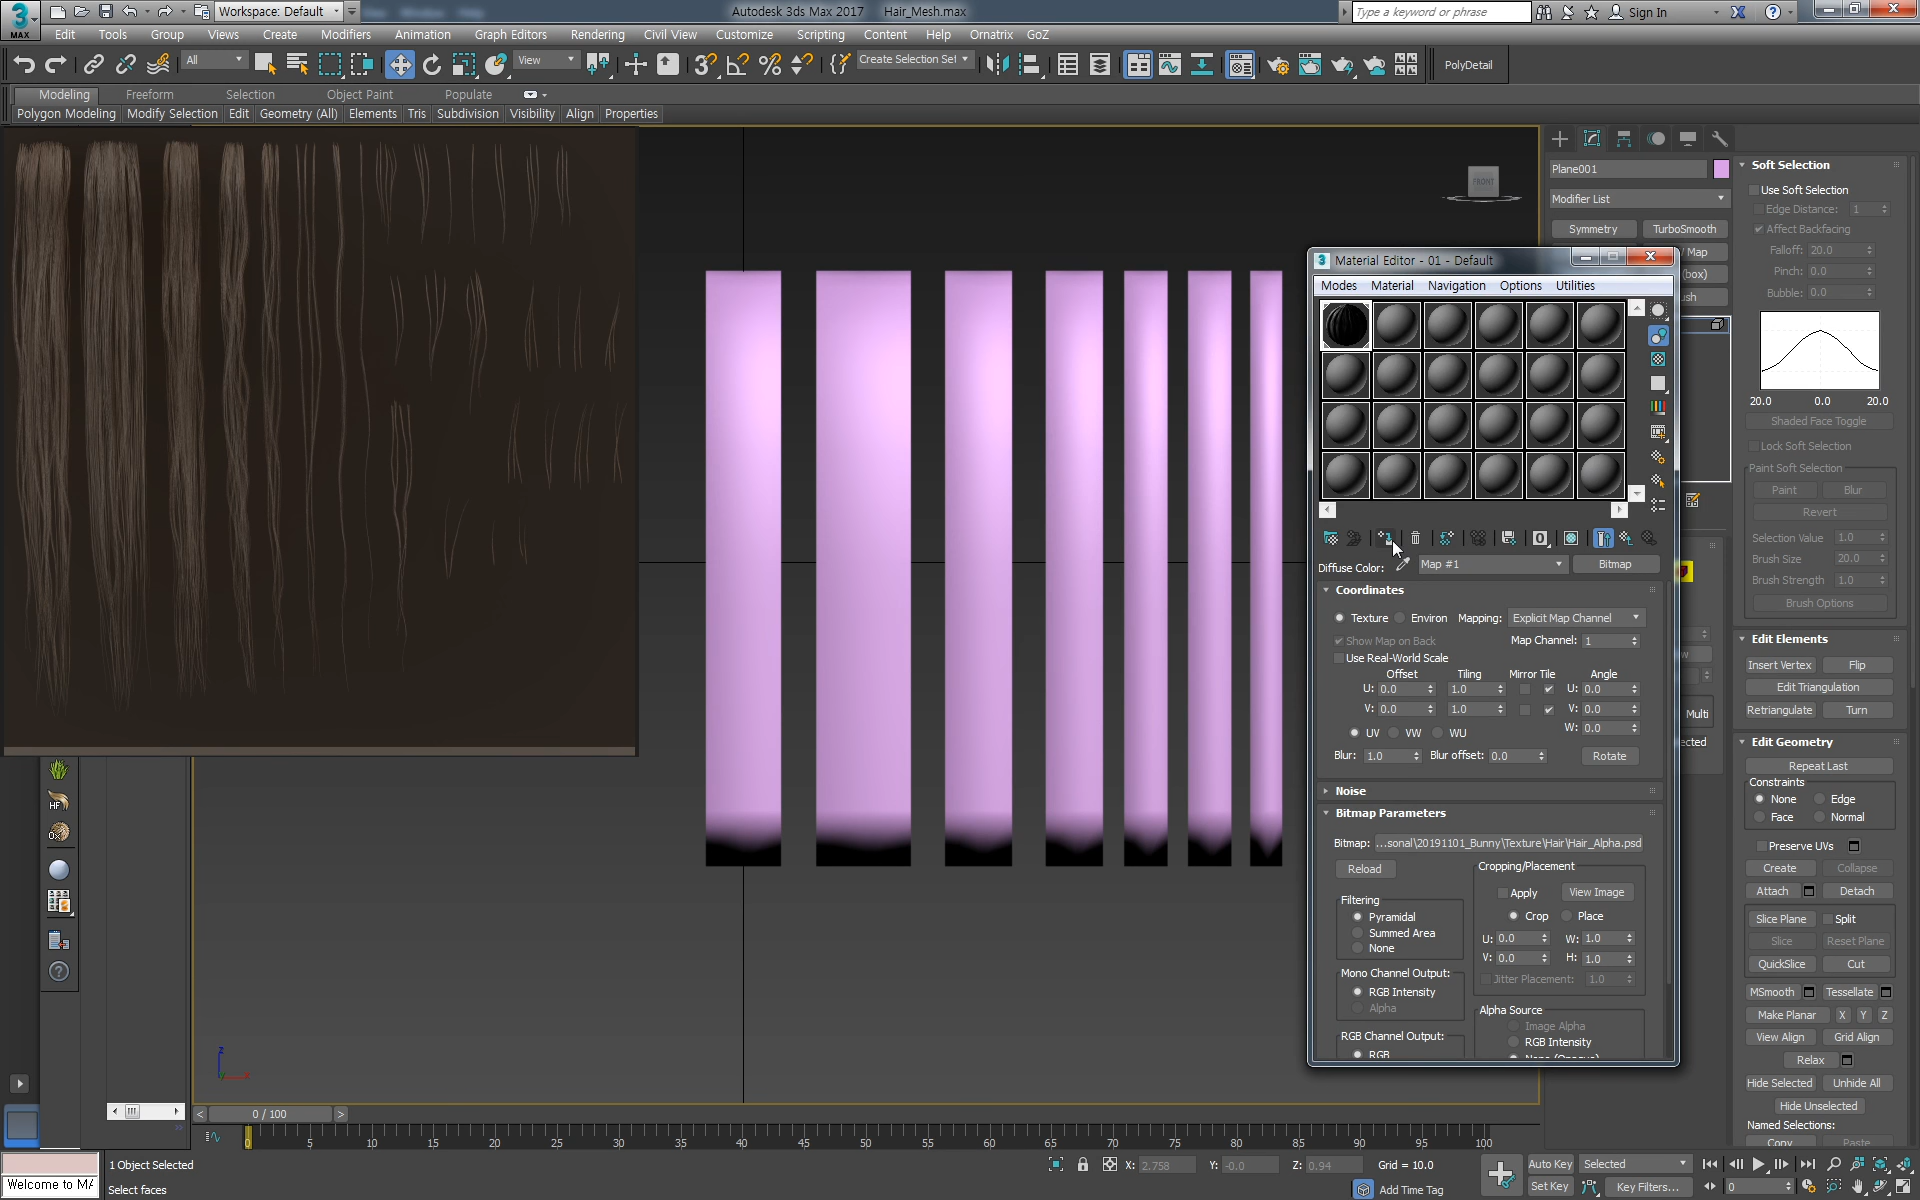 Workspace: Default
Autodesk 3ds Max 2017 Hair_Mesh.max
Type a keyword or phrase
Sign In
MAX
Edit Tools Group Views Create Modifiers Animation Graph Editors Rendering Civil View Customize Scripting Content Help Ornatrix GoZ
All
View
Create Selection Set
PolyDetail
Modeling Freeform Selection Object Paint Populate
Polygon Modeling Modify Selection Edit Geometry (All) Elements Tris Subdivision Visibility Align Properties
FRONT
Plane001
Modifier List
Symmetry TurboSmooth
Map
(box)
Soft Selection
Use Soft Selection
Edge Distance: 1
Affect Backfacing
Falloff: 20.0
Pinch: 0.0
Bubble: 0.0
20.0 0.0 20.0
Shaded Face Toggle
Lock Soft Selection
Paint Soft Selection
Paint Blur
Revert
Selection Value 1.0
Brush Size 20.0
Brush Strength 1.0
Brush Options
Edit Elements
Insert Vertex Flip
Edit Triangulation
Retriangulate Turn
Multi
ected
Edit Geometry
Repeat Last
Constraints
None Edge
Face Normal
Preserve UVs
Create Collapse
Attach Detach
Slice Plane Split
Slice Reset Plane
QuickSlice Cut
MSmooth Tessellate
Make Planar X Y Z
View Align Grid Align
Relax
Hide Selected Unhide All
Hide Unselected
Named Selections:
Copy Paste
Material Editor - 01 - Default
Modes Material Navigation Options Utilities
Diffuse Color: Map #1 Bitmap
Coordinates
Texture Environ Mapping: Explicit Map Channel
Show Map on Back Map Channel: 1
Use Real-World Scale
Offset Tiling Mirror Tile Angle
U: 0.0 1.0 U: 0.0
V: 0.0 1.0 V: 0.0
W: 0.0
UV VW WU
Blur: 1.0 Blur offset: 0.0 Rotate
Noise
Bitmap Parameters
Bitmap: ...sonal\20191101_Bunny\Texture\Hair\Hair_Alpha.psd
Reload
Cropping/Placement
Apply View Image
Crop Place
U: 0.0 W: 1.0
V: 0.0 H: 1.0
Jitter Placement: 1.0
Filtering
Pyramidal
Summed Area
None
Mono Channel Output:
RGB Intensity
Alpha
RGB Channel Output:
RGB
Alpha Source
Image Alpha
RGB Intensity
None (Opaque)
HF
z
0 / 100
0 5 10 15 20 25 30 35 40 45 50 55 60 65 70 75 80 85 90 95 100
1 Object Selected
X: 2.758 Y: -0.0 Z: 0.94 Grid = 10.0
Auto Key Selected
Welcome to MA
Select faces
Add Time Tag
Set Key Key Filters...
0